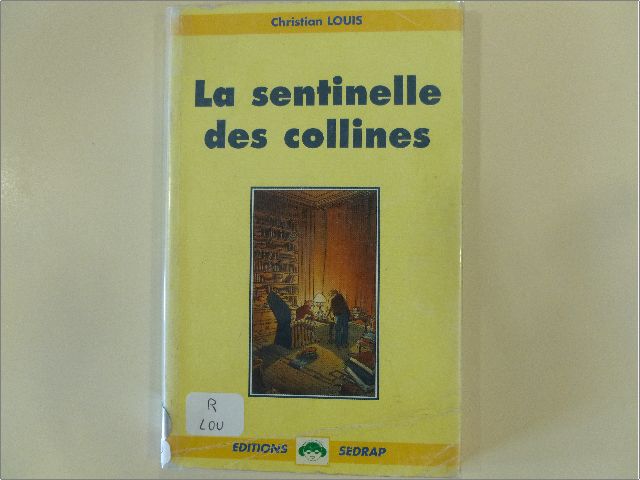 Christian LOUIS
La sentinelle
des collines
R
LOU
EDITIONS SEDRAP